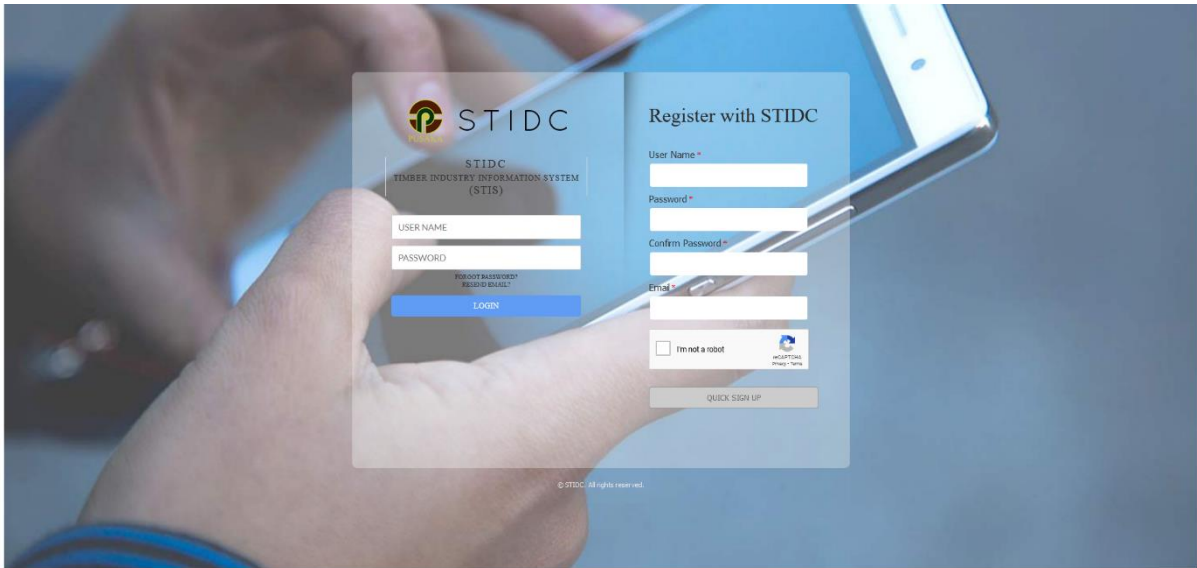 STIDC
STIDC
TIMBER INDUSTRY INFORMATION SYSTEM
(STIS)
USER NAME
PASSWORD
FORGOT PASSWORD?
RESEND EMAIL?
LOGIN
Register with STIDC
User Name *
Password *
Confirm Password *
Email *
I'm not a robot
reCAPTCHA
Privacy - Terms
QUICK SIGN UP
© STIDC. All rights reserved.